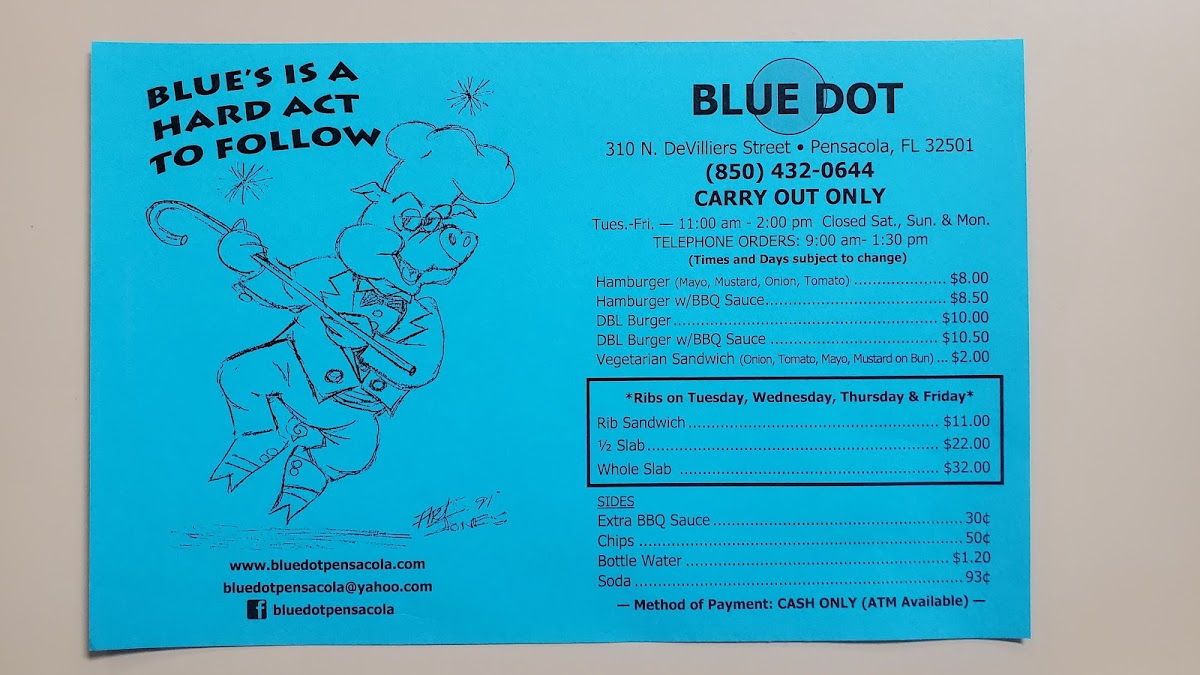 BLUE'S IS A
HARD ACT
TO FOLLOW
91'
JONES
www.bluedotpensacola.com
bluedotpensacola@yahoo.com
f bluedotpensacola
BLUE DOT
310 N. DeVilliers Street • Pensacola, FL 32501
(850) 432-0644
CARRY OUT ONLY
Tues.-Fri. — 11:00 am - 2:00 pm Closed Sat., Sun. & Mon.
TELEPHONE ORDERS: 9:00 am- 1:30 pm
(Times and Days subject to change)
Hamburger (Mayo, Mustard, Onion, Tomato) .................... $8.00
Hamburger w/BBQ Sauce....................................... $8.50
DBL Burger......................................................... $10.00
DBL Burger w/BBQ Sauce .................................... $10.50
Vegetarian Sandwich (Onion, Tomato, Mayo, Mustard on Bun) ... $2.00
*Ribs on Tuesday, Wednesday, Thursday & Friday*
Rib Sandwich...................................................... $11.00
½ Slab............................................................... $22.00
Whole Slab ........................................................ $32.00
SIDES
Extra BBQ Sauce......................................................30¢
Chips ......................................................................50¢
Bottle Water ......................................................... $1.20
Soda.......................................................................93¢
— Method of Payment: CASH ONLY (ATM Available) —